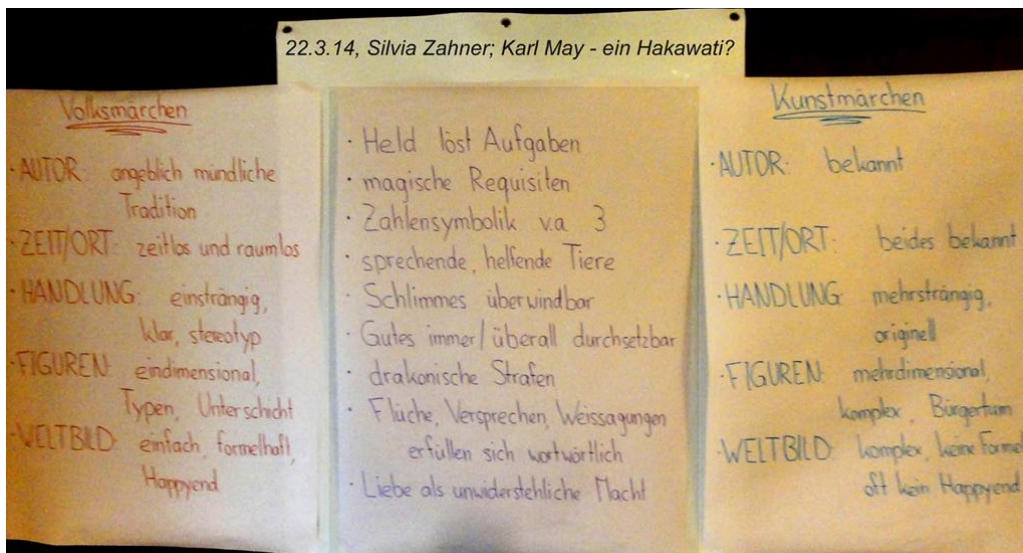 22.3.14, Silvia Zahner; Karl May - ein Hakawati?
Volksmärchen
· AUTOR: angeblich mündliche
Tradition
· ZEIT/ORT: zeitlos und raumlos
· HANDLUNG: einsträngig,
klar, stereotyp
· FIGUREN: eindimensional,
Typen, Unterschicht
· WELTBILD: einfach, formelhaft,
Happyend
· Held löst Aufgaben
· magische Requisiten
· Zahlensymbolik v.a 3
· sprechende, helfende Tiere
· Schlimmes überwindbar
· Gutes immer/überall durchsetzbar
· drakonische Strafen
· Flüche, Versprechen, Weissagungen
erfüllen sich wortwörtlich
· Liebe als unwiderstehliche Macht
Kunstmärchen
· AUTOR: bekannt
· ZEIT/ORT: beides bekannt
· HANDLUNG: mehrsträngig,
originell
· FIGUREN: mehrdimensional,
komplex, Bürgertum
· WELTBILD: komplex, keine Formel
oft kein Happyend